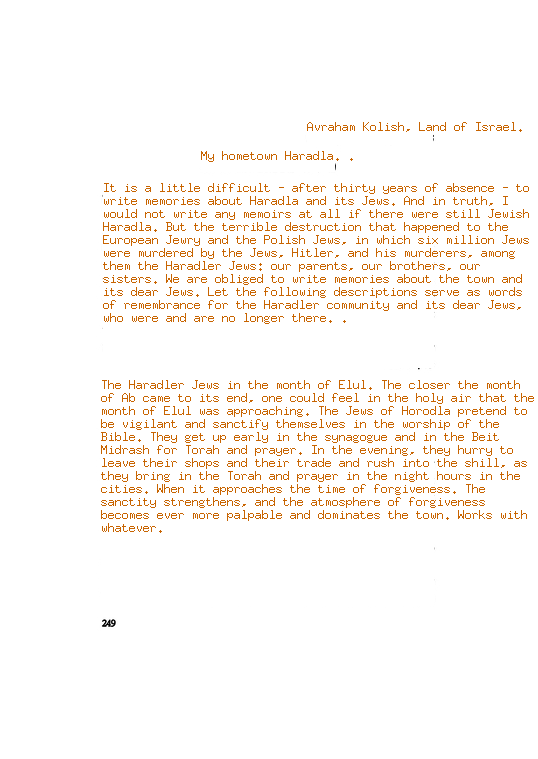 Avraham Kolish, Land of Israel.
My hometown Haradla. .
It is a little difficult - after thirty years of absence - to
write memories about Haradla and its Jews. And in truth, I
would not write any memoirs at all if there were still Jewish
Haradla. But the terrible destruction that happened to the
European Jewry and the Polish Jews, in which six million Jews
were murdered by the Jews, Hitler, and his murderers, among
them the Haradler Jews: our parents, our brothers, our
sisters. We are obliged to write memories about the town and
its dear Jews. Let the following descriptions serve as words
of remembrance for the Haradler community and its dear Jews,
who were and are no longer there. .
The Haradler Jews in the month of Elul. The closer the month
of Ab came to its end, one could feel in the holy air that the
month of Elul was approaching. The Jews of Horodla pretend to
be vigilant and sanctify themselves in the worship of the
Bible. They get up early in the synagogue and in the Beit
Midrash for Torah and prayer. In the evening, they hurry to
leave their shops and their trade and rush into the shill, as
they bring in the Torah and prayer in the night hours in the
cities. When it approaches the time of forgiveness. The
sanctity strengthens, and the atmosphere of forgiveness
becomes ever more palpable and dominates the town. Works with
whatever.
249